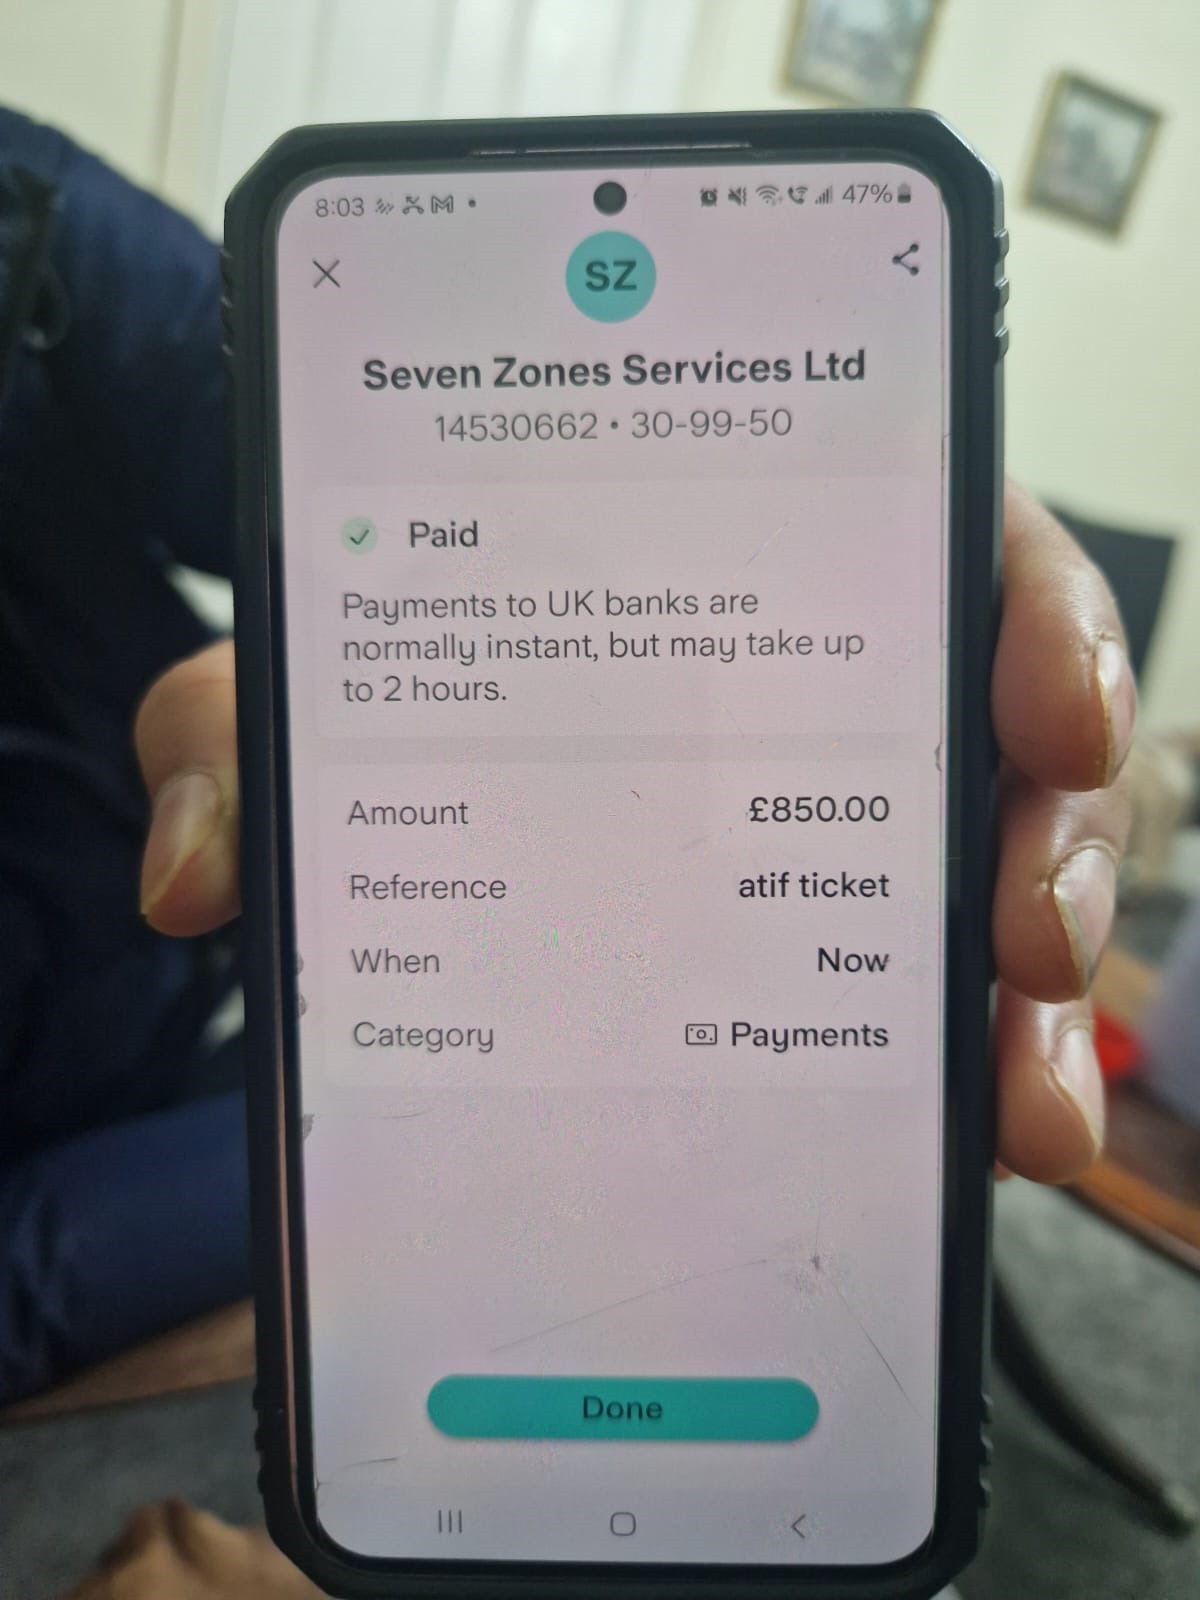 8:03 47%
SZ
Seven Zones Services Ltd
14530662 • 30-99-50
Paid
Payments to UK banks are
normally instant, but may take up
to 2 hours.
Amount £850.00
Reference atif ticket
When Now
Category Payments
Done